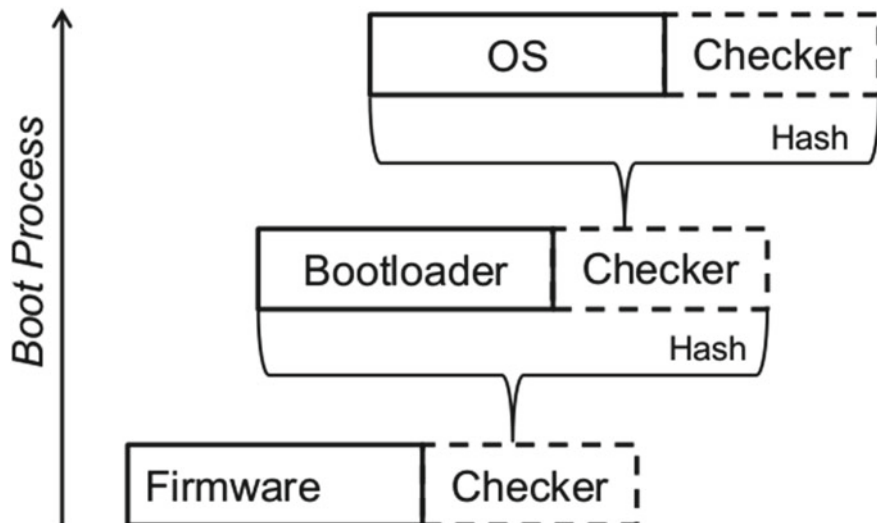 OS Checker
Hash
Boot Process
Bootloader Checker
Hash
Firmware Checker